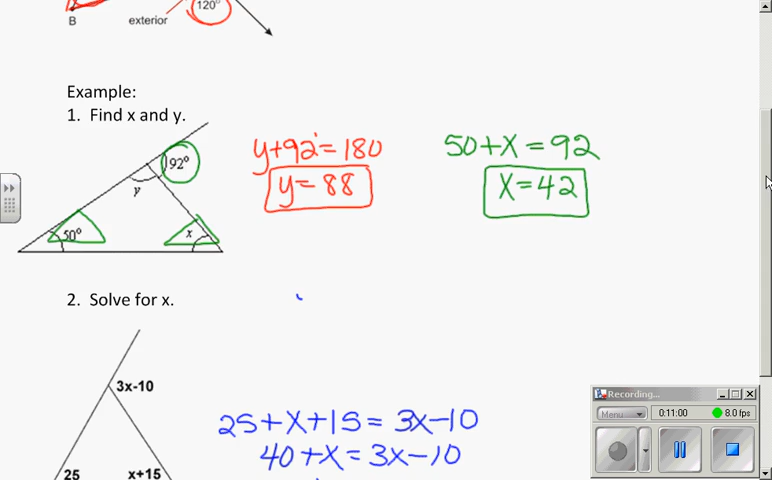 B exterior 120°
Example:
1. Find x and y.
y+92=180
50+x=92
92°
y=88
x=42
y
50°
x
2. Solve for x.
3x-10
Recording...
Menu 0:11:00 8.0 fps
25+x+15=3x-10
40+x=3x-10
25 x+15